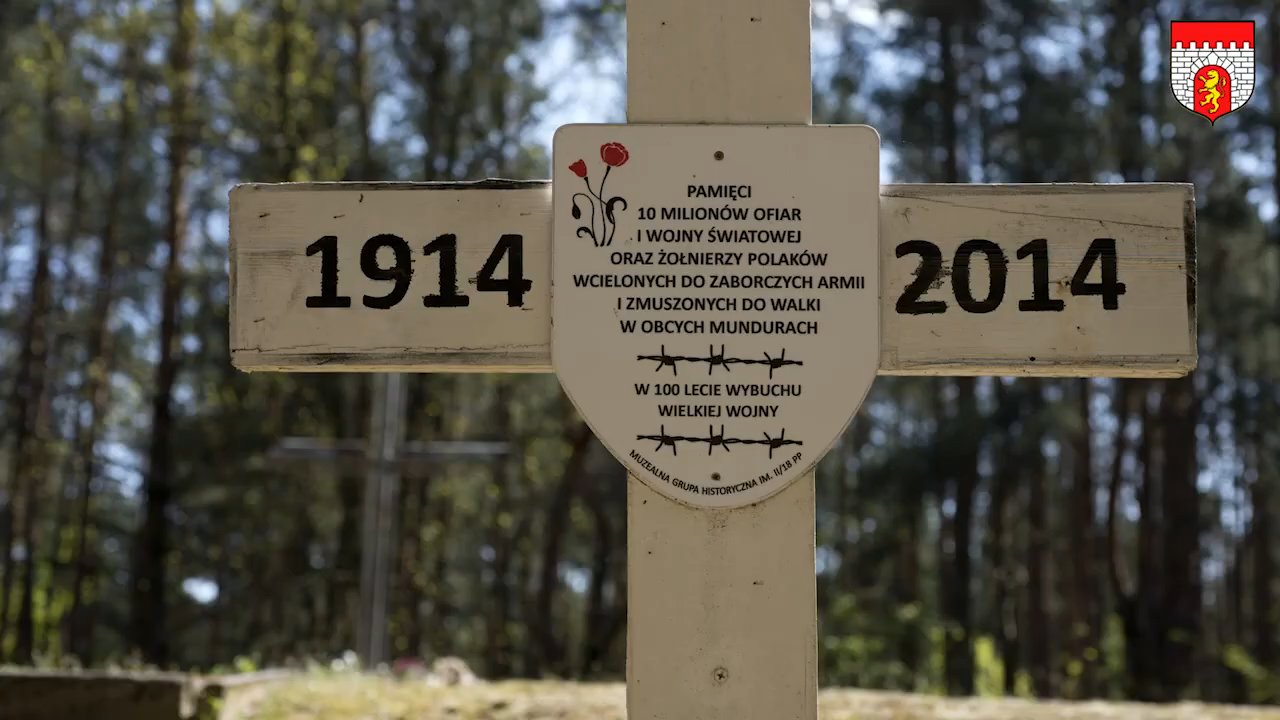 1914
PAMIĘCI
10 MILIONÓW OFIAR
I WOJNY ŚWIATOWEJ
ORAZ ŻOŁNIERZY POLAKÓW
WCIELONYCH DO ZABORCZYCH ARMII
I ZMUSZONYCH DO WALKI
W OBCYCH MUNDURACH
W 100 LECIE WYBUCHU
WIELKIEJ WOJNY
MUZEALNA GRUPA HISTORYCZNA IM. II/18 PP
2014